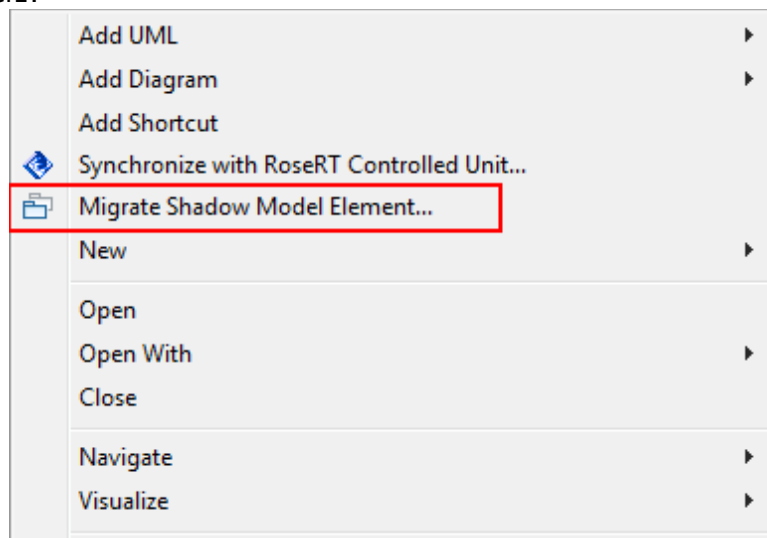 Add UML
Add Diagram
Add Shortcut
Synchronize with RoseRT Controlled Unit...
Migrate Shadow Model Element...
New
Open
Open With
Close
Navigate
Visualize